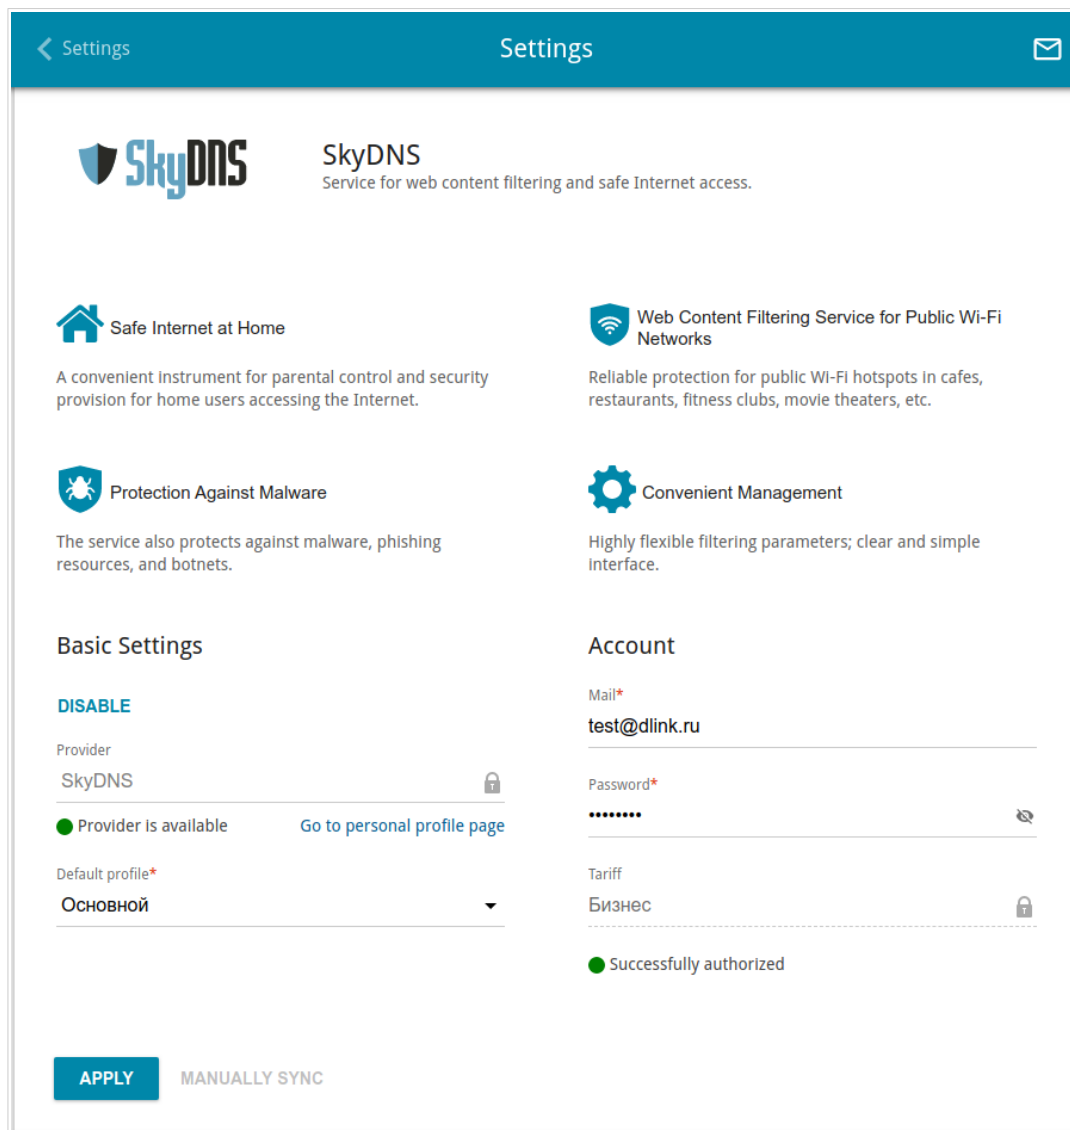 Settings
Settings
SkyDNS
SkyDNS
Service for web content filtering and safe Internet access.
Safe Internet at Home
A convenient instrument for parental control and security
provision for home users accessing the Internet.
Web Content Filtering Service for Public Wi-Fi
Networks
Reliable protection for public Wi-Fi hotspots in cafes,
restaurants, fitness clubs, movie theaters, etc.
Protection Against Malware
The service also protects against malware, phishing
resources, and botnets.
Convenient Management
Highly flexible filtering parameters; clear and simple
interface.
Basic Settings
DISABLE
Provider
SkyDNS
Provider is available
Go to personal profile page
Default profile*
Основной
Account
Mail*
test@dlink.ru
Password*
••••••••
Tariff
Бизнес
Successfully authorized
APPLY
MANUALLY SYNC